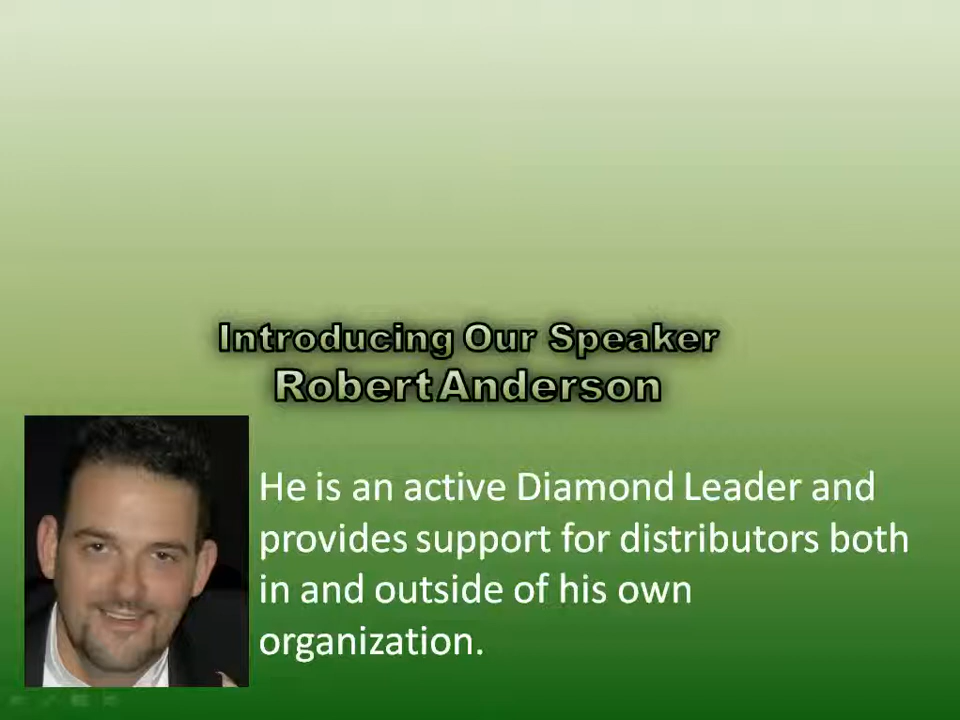 Introducing Our Speaker
Robert Anderson
He is an active Diamond Leader and
provides support for distributors both
in and outside of his own
organization.